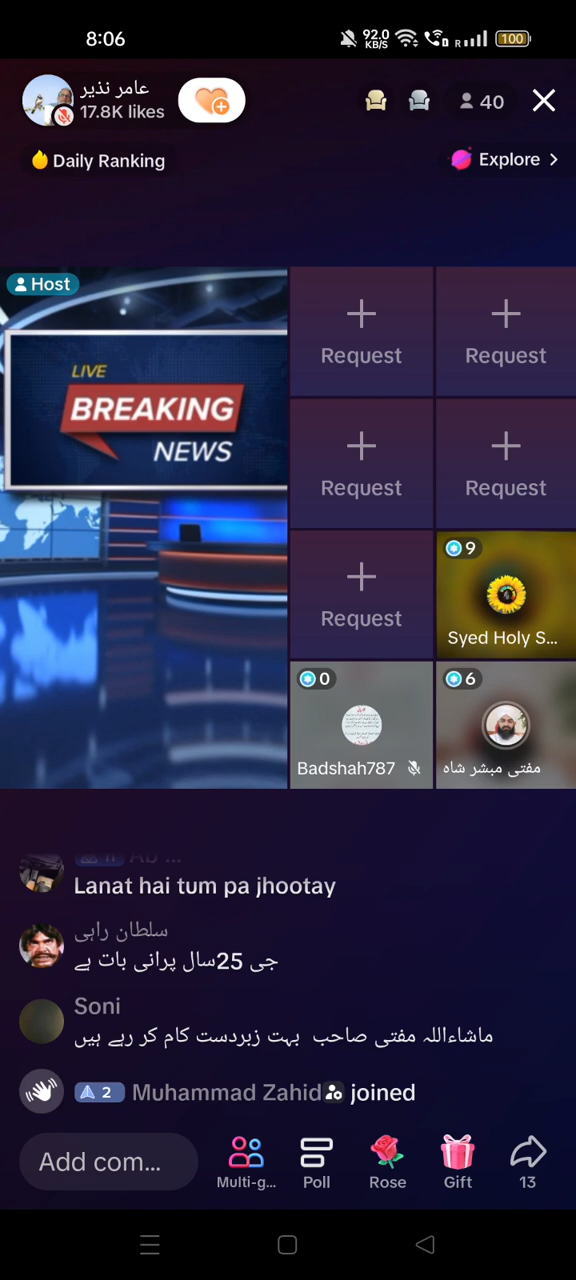 8:06
92.0
KB/S
R
100
عامر نذیر
17.8K likes
40
Daily Ranking
Explore
Host
LIVE
BREAKING
NEWS
Request
Request
Request
Request
Request
9
Syed Holy S...
0
Badshah787
6
مفتی مبشر شاہ
Lanat hai tum pa jhootay
سلطان راہی
جی 25سال پرانی بات ہے
Soni
ماشاءاللہ مفتی صاحب بہت زبردست کام کر رہے ہیں
2 Muhammad Zahid joined
Add com...
Multi-g...
Poll
Rose
Gift
13